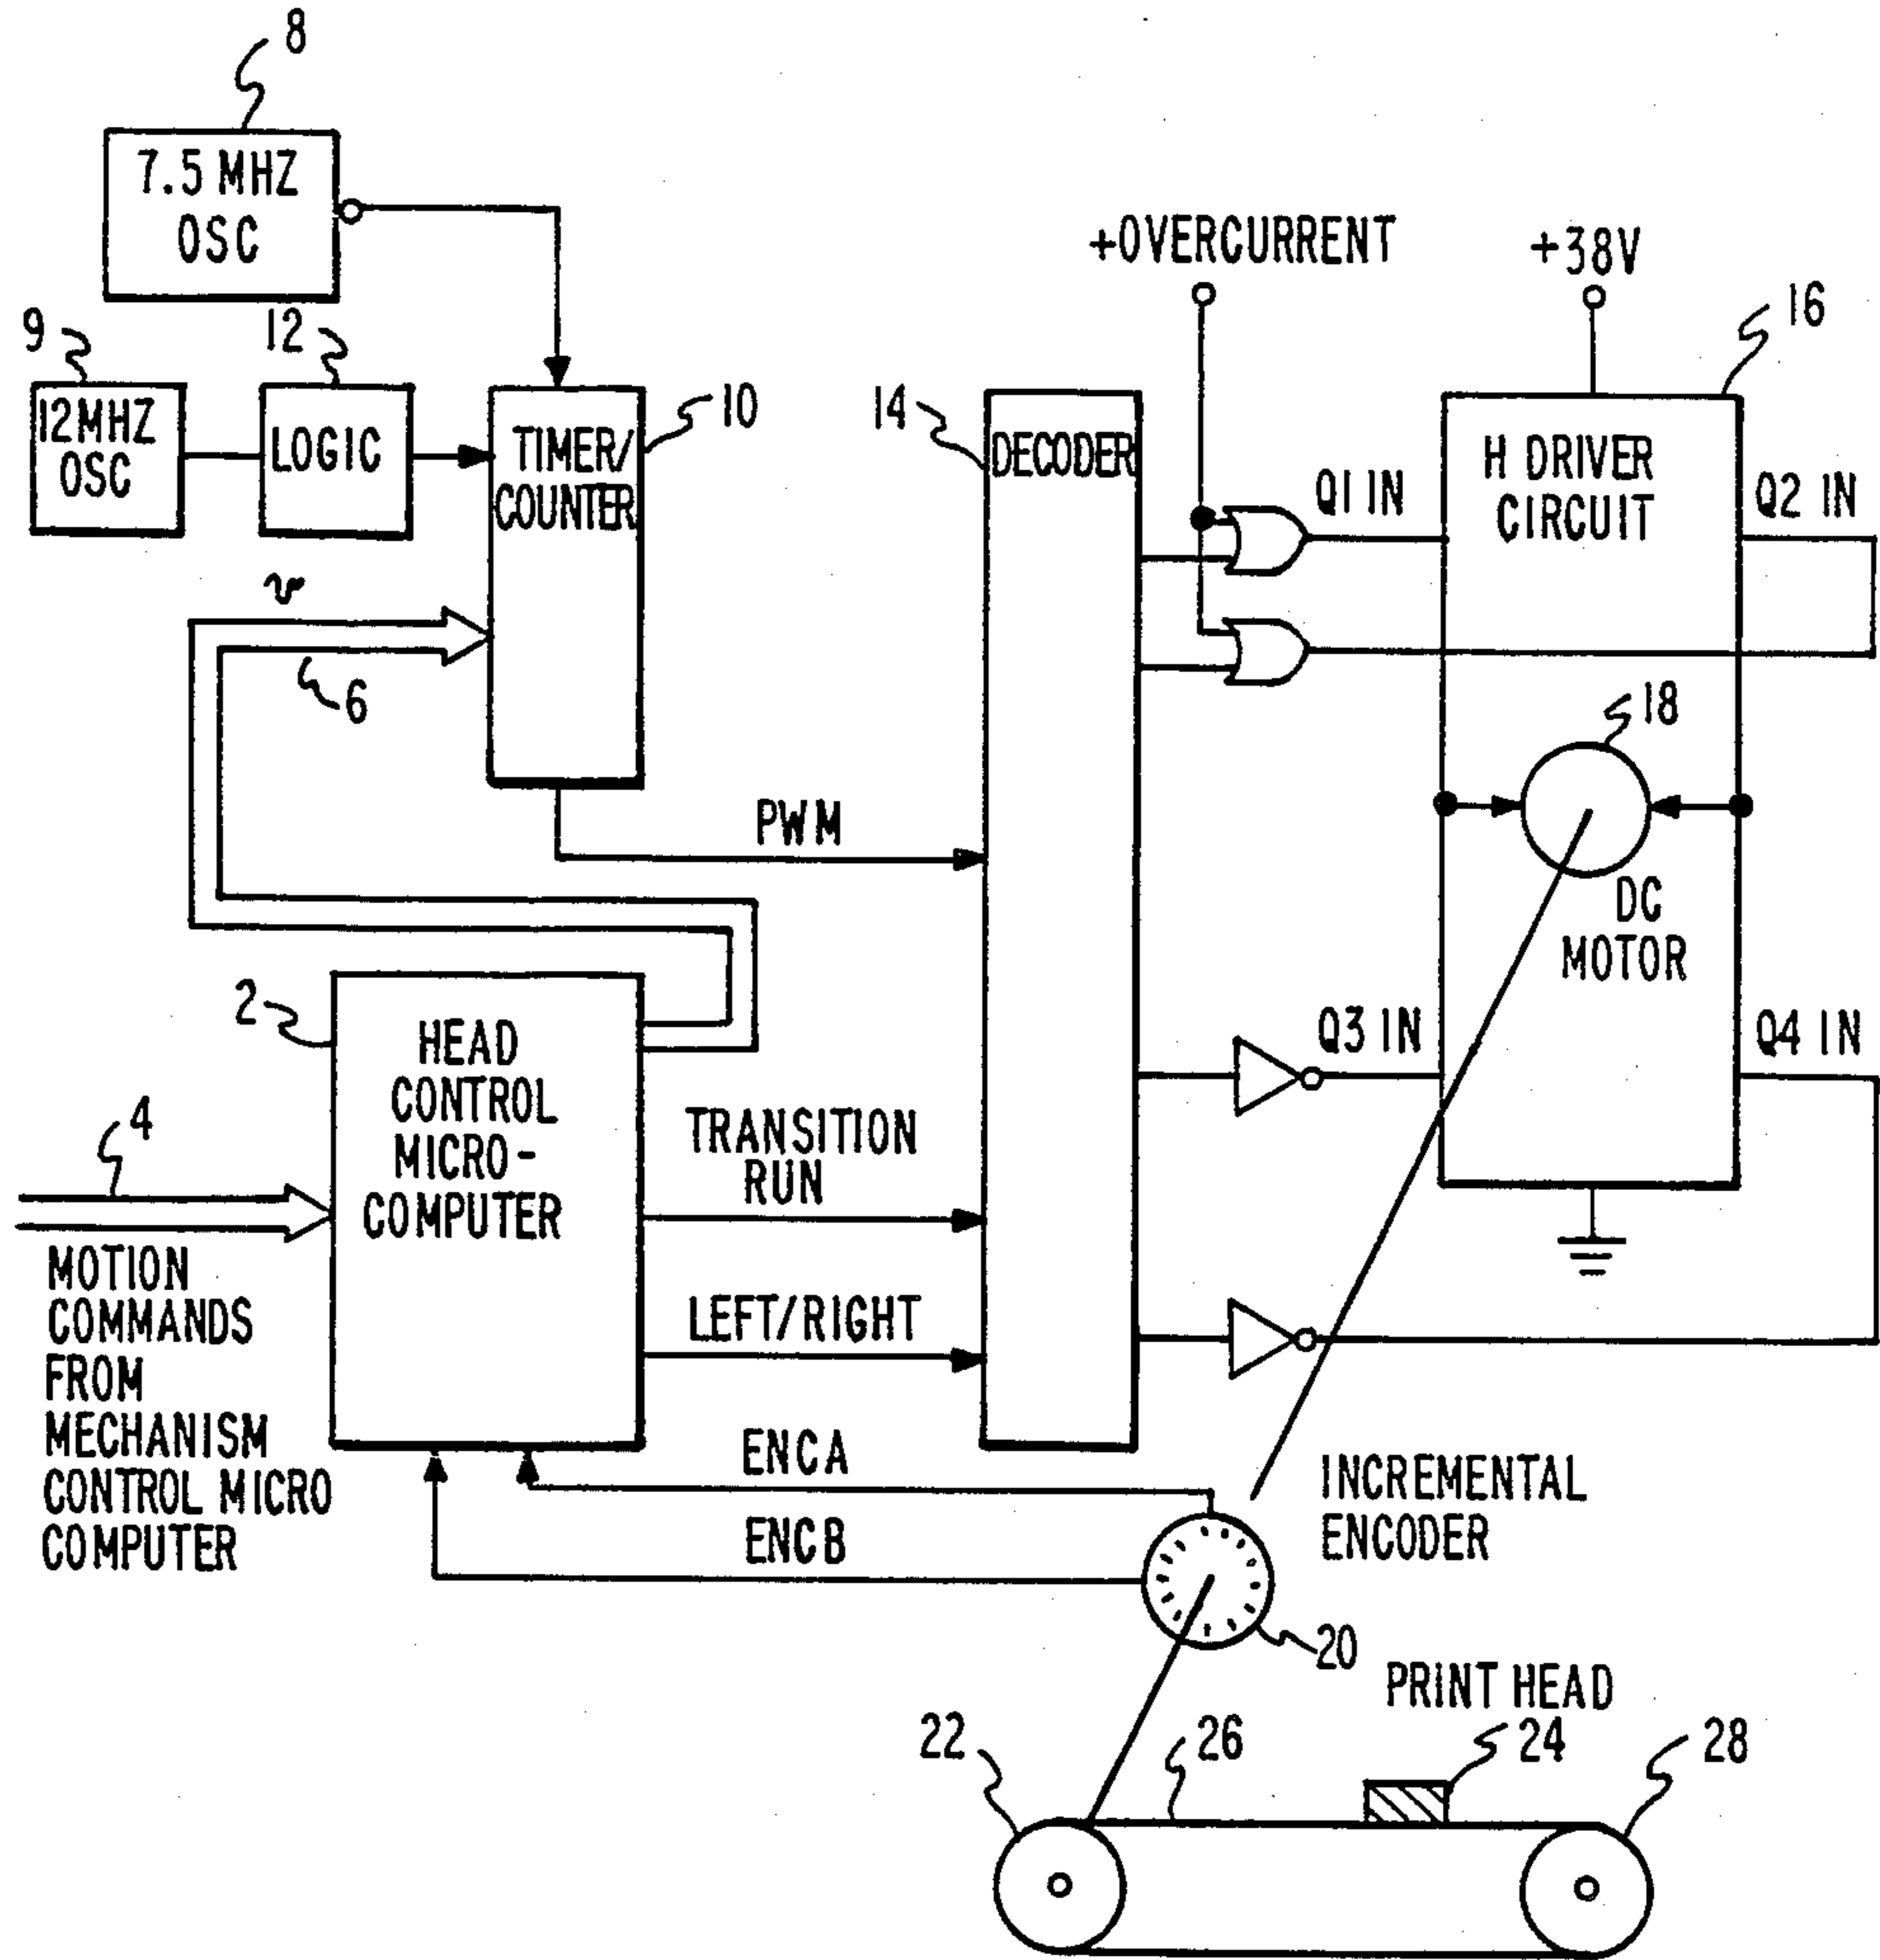 8
7.5 MHZ
OSC
9
12
12MHZ
OSC
LOGIC
TIMER/
COUNTER
10
v
6
PWM
14
DECODER
+OVERCURRENT
+38V
16
H DRIVER
CIRCUIT
Q1 IN
Q2 IN
18
DC
MOTOR
Q3 IN
Q4 IN
2
HEAD
CONTROL
MICRO-
COMPUTER
4
MOTION
COMMANDS
FROM
MECHANISM
CONTROL MICRO
COMPUTER
TRANSITION
RUN
LEFT/RIGHT
ENCA
ENCB
INCREMENTAL
ENCODER
20
PRINT HEAD
22
26
24
28